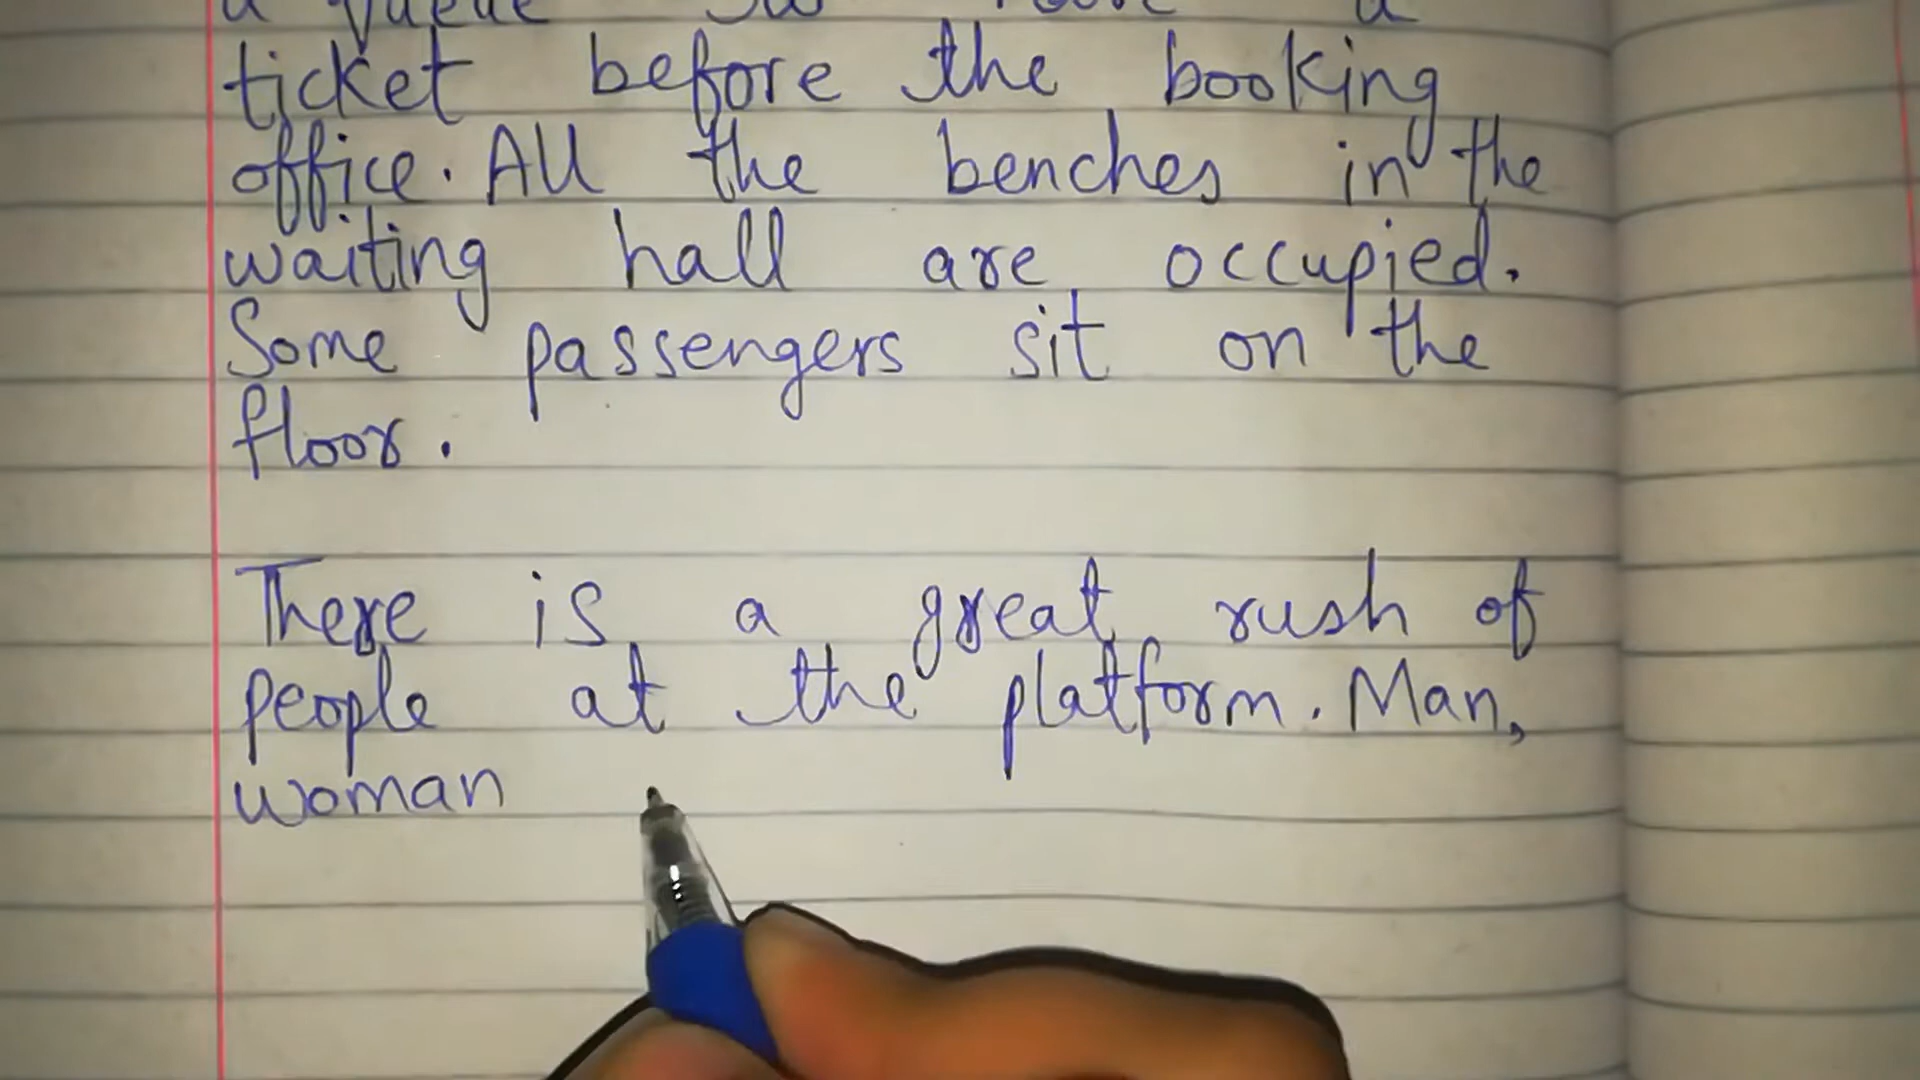 a queue a
ticket before the booking
office. All the benches in the
waiting hall are occupied.
Some passengers sit on the
floor.
There is a great rush of
people at the platform. Man,
woman